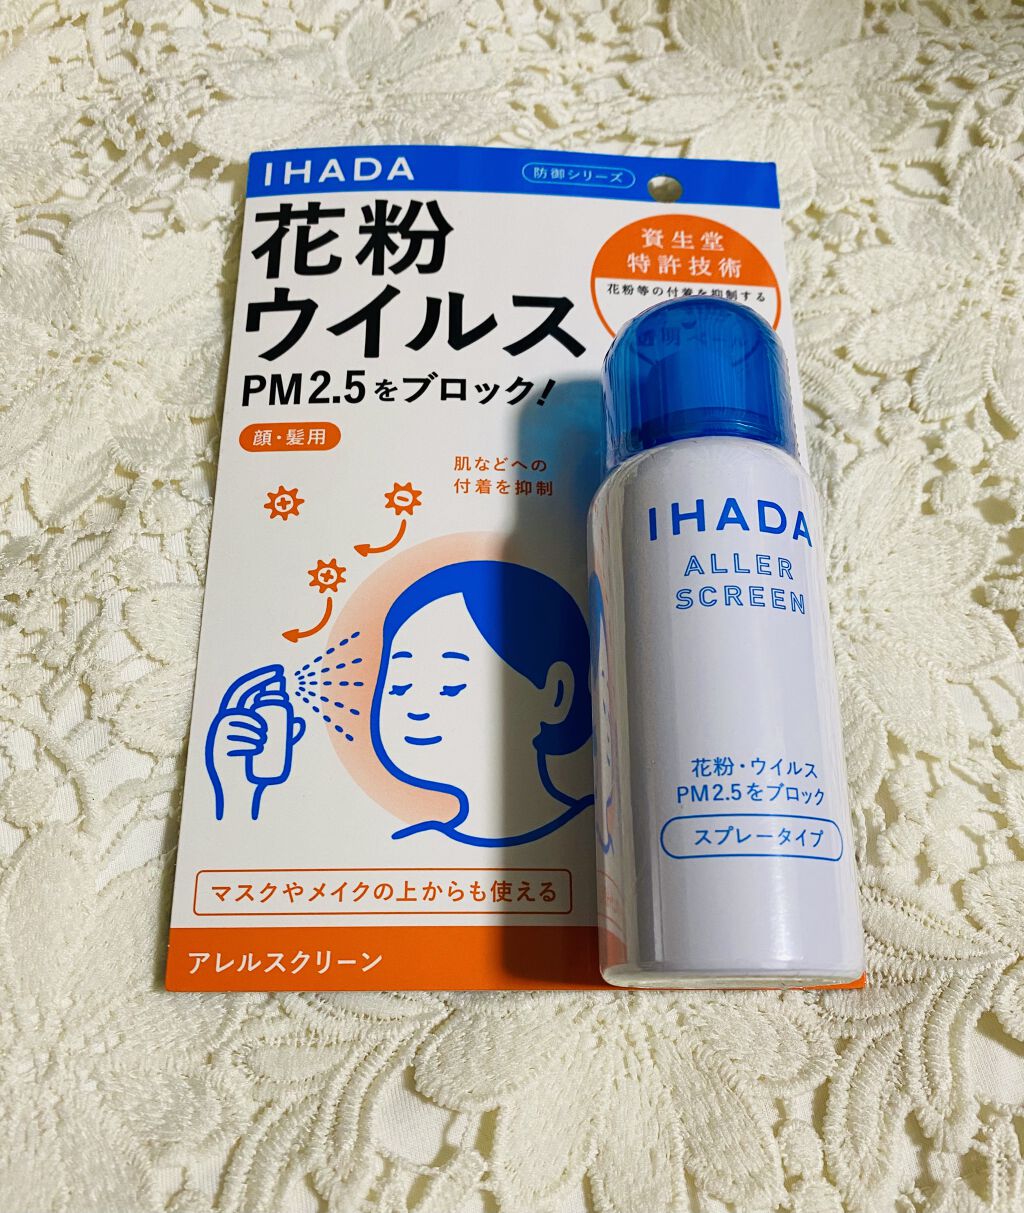 IHADA
防御シリーズ
花粉
ウイルス
PM2.5をブロック!
資生堂
特許技術
花粉等の付着を抑制する
透明ベール
顔・髪用
肌などへの
付着を抑制
マスクやメイクの上からも使える
アレルスクリーン
IHADA
ALLER
SCREEN
花粉・ウイルス
PM2.5をブロック
スプレータイプ